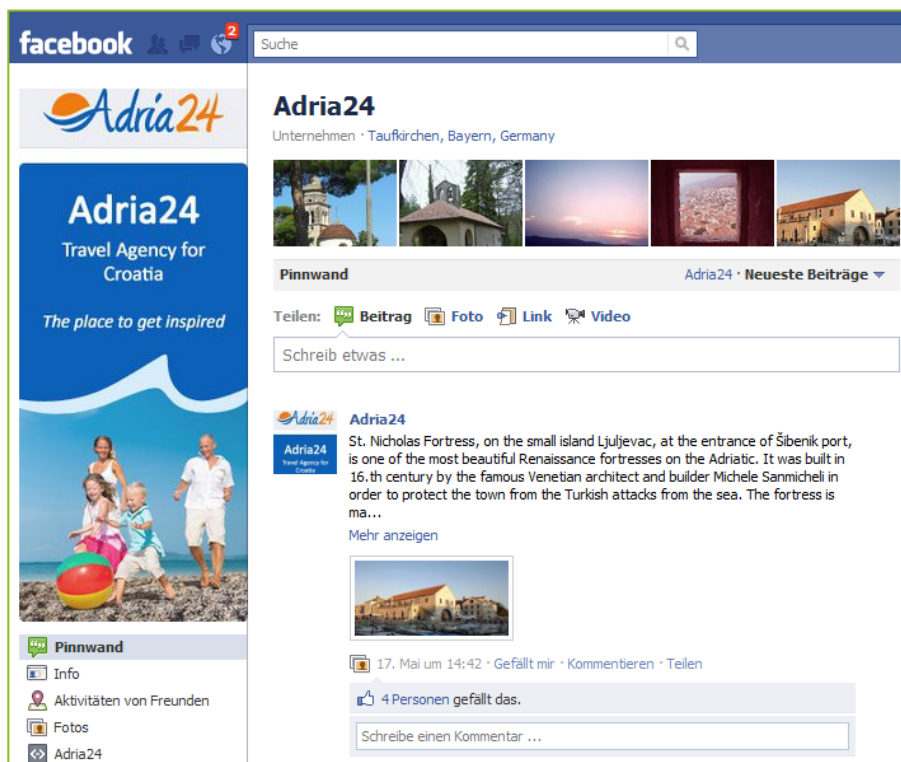 facebook
2
Suche
Adria24
Adria24
Travel Agency for
Croatia
The place to get inspired
Pinnwand
Info
Aktivitäten von Freunden
Fotos
Adria24
Adria24
Unternehmen · Taufkirchen, Bayern, Germany
Pinnwand
Adria24 · Neueste Beiträge
Teilen: Beitrag Foto Link Video
Schreib etwas ...
Adria24
Adria24
Travel Agency for
Croatia
Adria24
St. Nicholas Fortress, on the small island Ljuljevac, at the entrance of Šibenik port,
is one of the most beautiful Renaissance fortresses on the Adriatic. It was built in
16.th century by the famous Venetian architect and builder Michele Sanmicheli in
order to protect the town from the Turkish attacks from the sea. The fortress is
ma...
Mehr anzeigen
17. Mai um 14:42 · Gefällt mir · Kommentieren · Teilen
4 Personen gefällt das.
Schreibe einen Kommentar ...